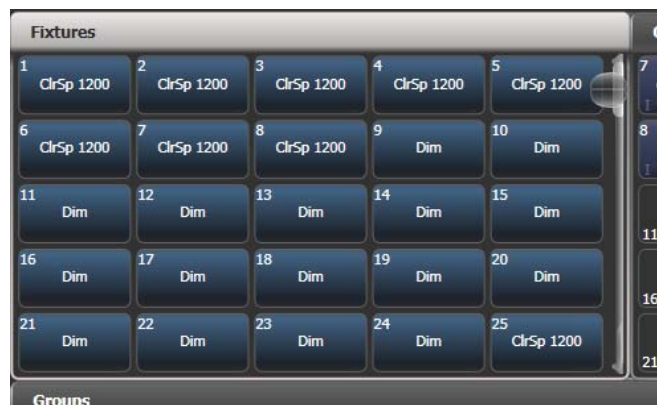 Fixtures
1 ClrSp 1200
2 ClrSp 1200
3 ClrSp 1200
4 ClrSp 1200
5 ClrSp 1200
6 ClrSp 1200
7 ClrSp 1200
8 ClrSp 1200
9 Dim
10 Dim
11 Dim
12 Dim
13 Dim
14 Dim
15 Dim
16 Dim
17 Dim
18 Dim
19 Dim
20 Dim
21 Dim
22 Dim
23 Dim
24 Dim
25 ClrSp 1200
7
I
8
I
11
16
21
Groups